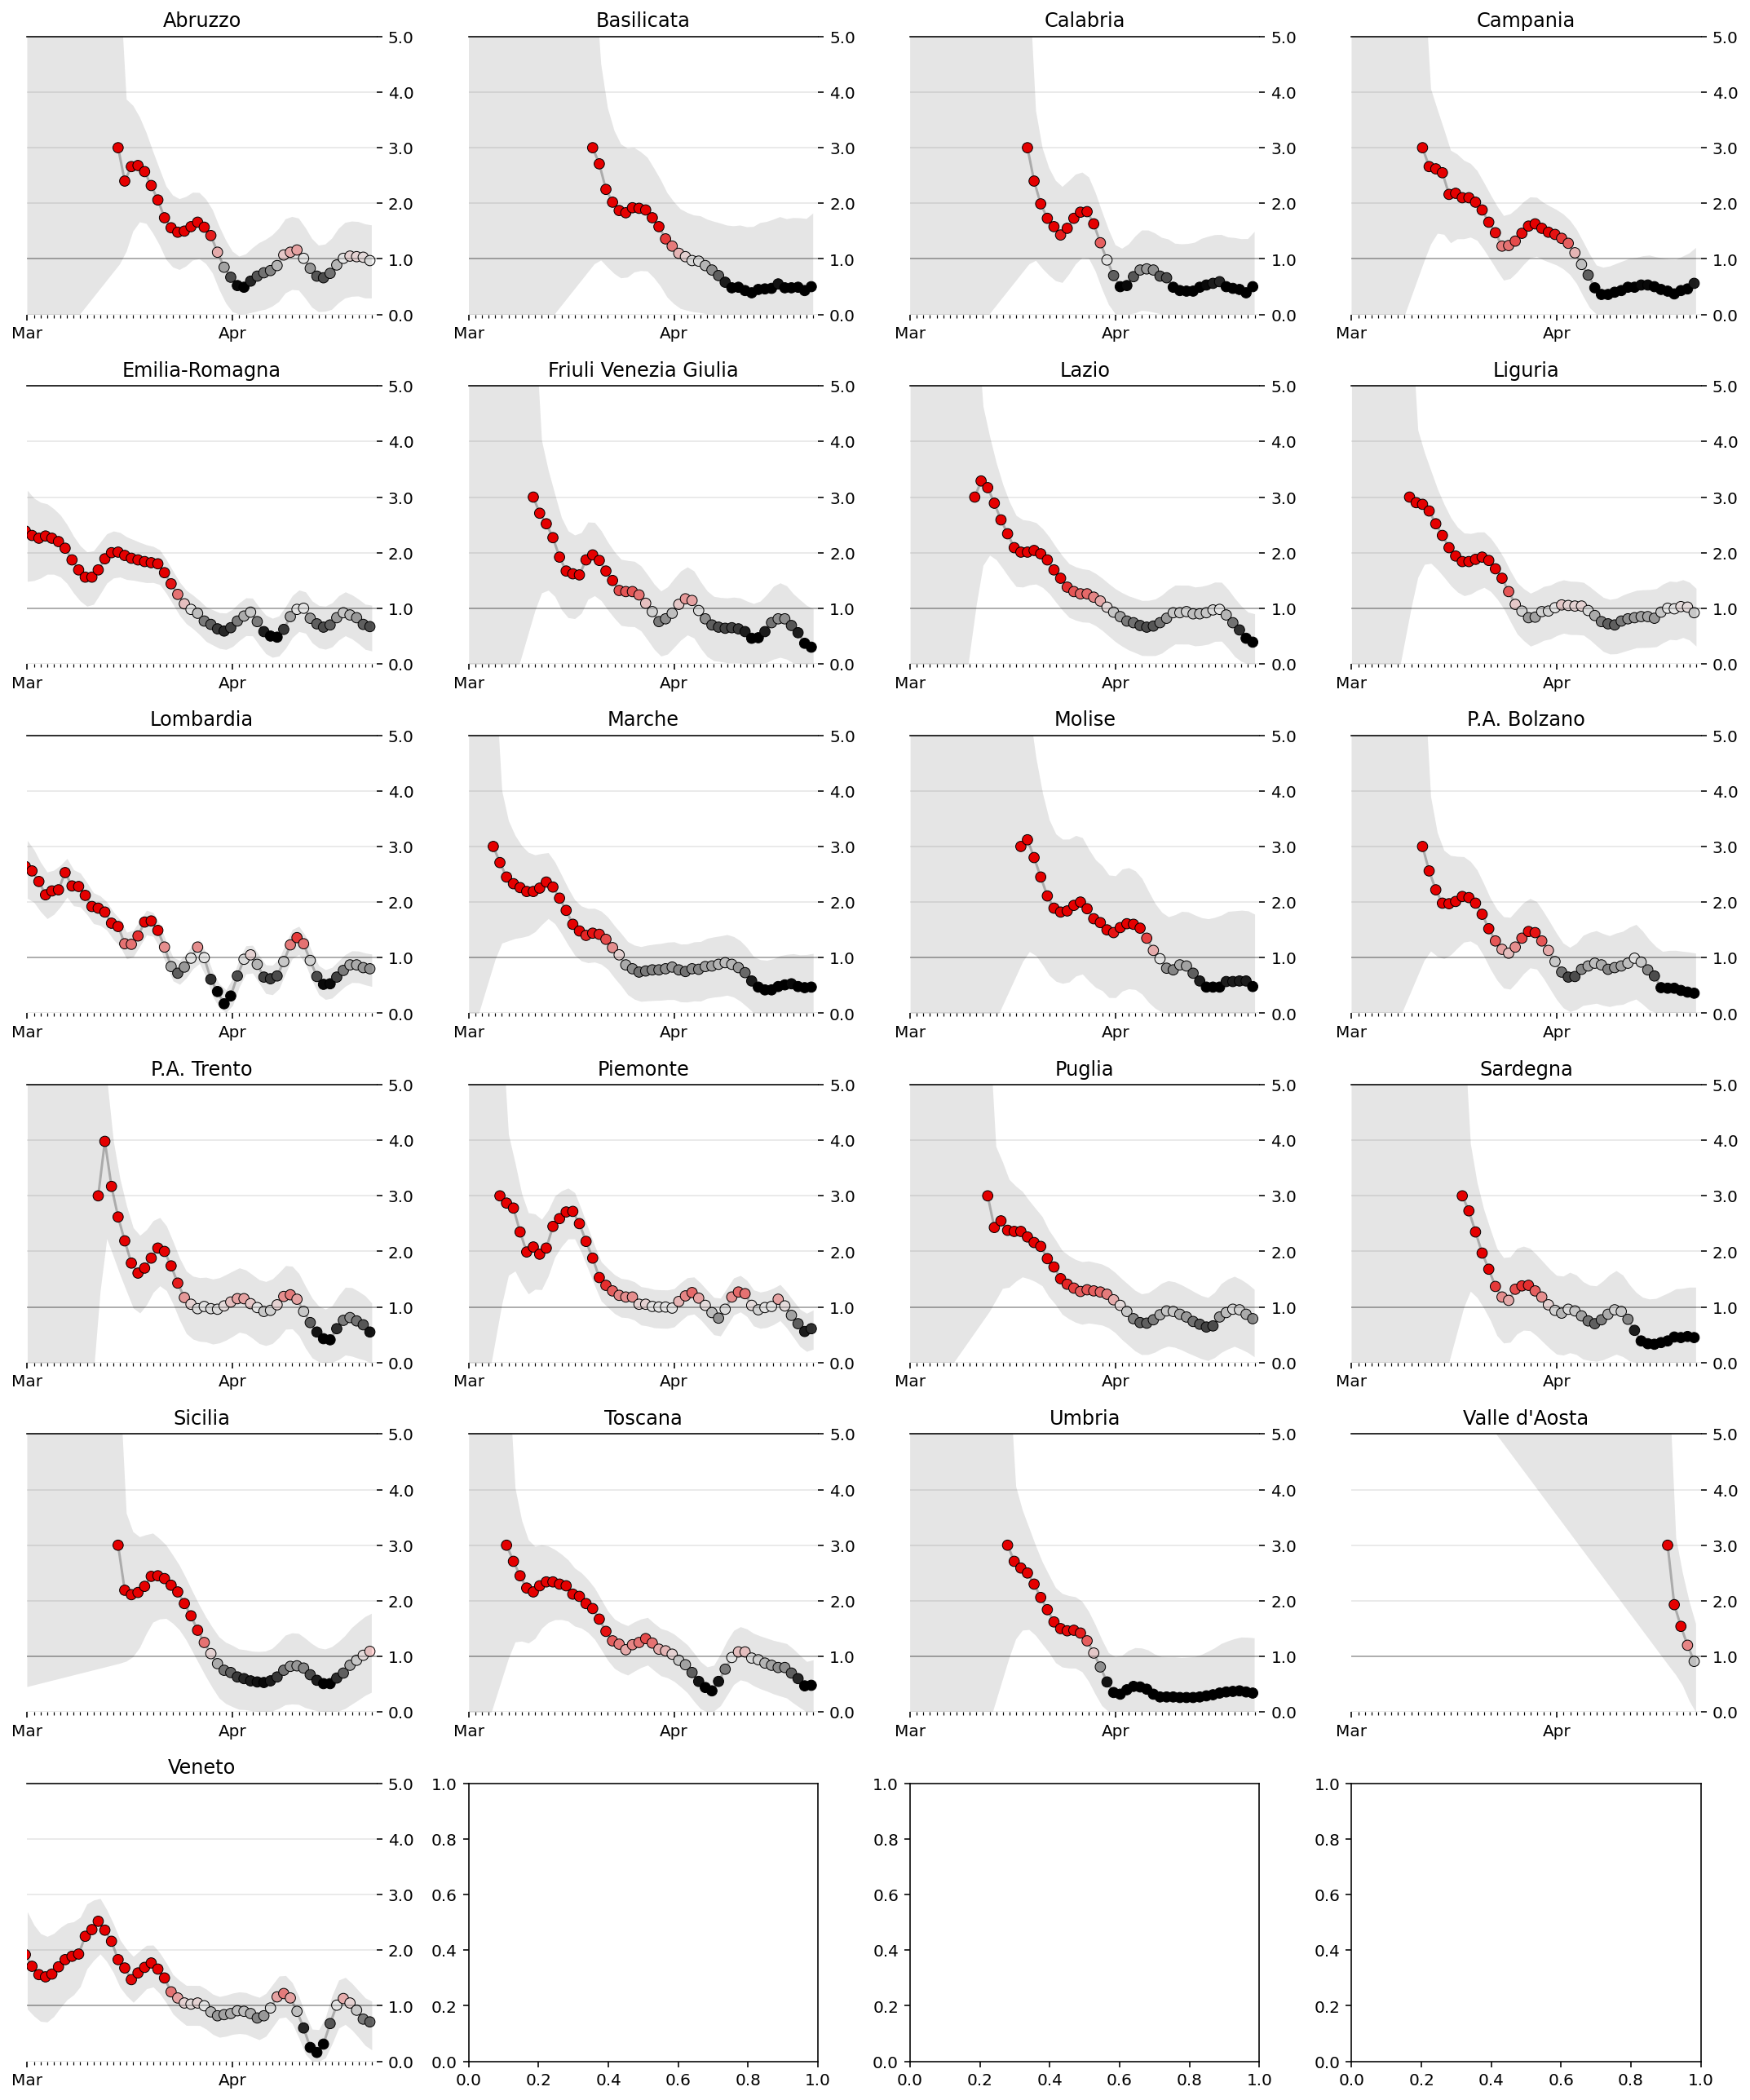 Abruzzo Basilicata Calabria Campania
5.0 5.0 5.0 5.0
4.0 4.0 4.0 4.0
3.0 3.0 3.0 3.0
2.0 2.0 2.0 2.0
1.0 1.0 1.0 1.0
0.0 0.0 0.0 0.0
Mar Apr Mar Apr Mar Apr Mar Apr
Emilia-Romagna Friuli Venezia Giulia Lazio Liguria
5.0 5.0 5.0 5.0
4.0 4.0 4.0 4.0
3.0 3.0 3.0 3.0
2.0 2.0 2.0 2.0
1.0 1.0 1.0 1.0
0.0 0.0 0.0 0.0
Mar Apr Mar Apr Mar Apr Mar Apr
Lombardia Marche Molise P.A. Bolzano
5.0 5.0 5.0 5.0
4.0 4.0 4.0 4.0
3.0 3.0 3.0 3.0
2.0 2.0 2.0 2.0
1.0 1.0 1.0 1.0
0.0 0.0 0.0 0.0
Mar Apr Mar Apr Mar Apr Mar Apr
P.A. Trento Piemonte Puglia Sardegna
5.0 5.0 5.0 5.0
4.0 4.0 4.0 4.0
3.0 3.0 3.0 3.0
2.0 2.0 2.0 2.0
1.0 1.0 1.0 1.0
0.0 0.0 0.0 0.0
Mar Apr Mar Apr Mar Apr Mar Apr
Sicilia Toscana Umbria Valle d'Aosta
5.0 5.0 5.0 5.0
4.0 4.0 4.0 4.0
3.0 3.0 3.0 3.0
2.0 2.0 2.0 2.0
1.0 1.0 1.0 1.0
0.0 0.0 0.0 0.0
Mar Apr Mar Apr Mar Apr Mar Apr
Veneto
5.0 1.0 1.0 1.0
4.0 0.8 0.8 0.8
3.0 0.6 0.6 0.6
2.0 0.4 0.4 0.4
1.0 0.2 0.2 0.2
0.0 0.0 0.0 0.0
Mar Apr 0.0 0.2 0.4 0.6 0.8 1.0 0.0 0.2 0.4 0.6 0.8 1.0 0.0 0.2 0.4 0.6 0.8 1.0